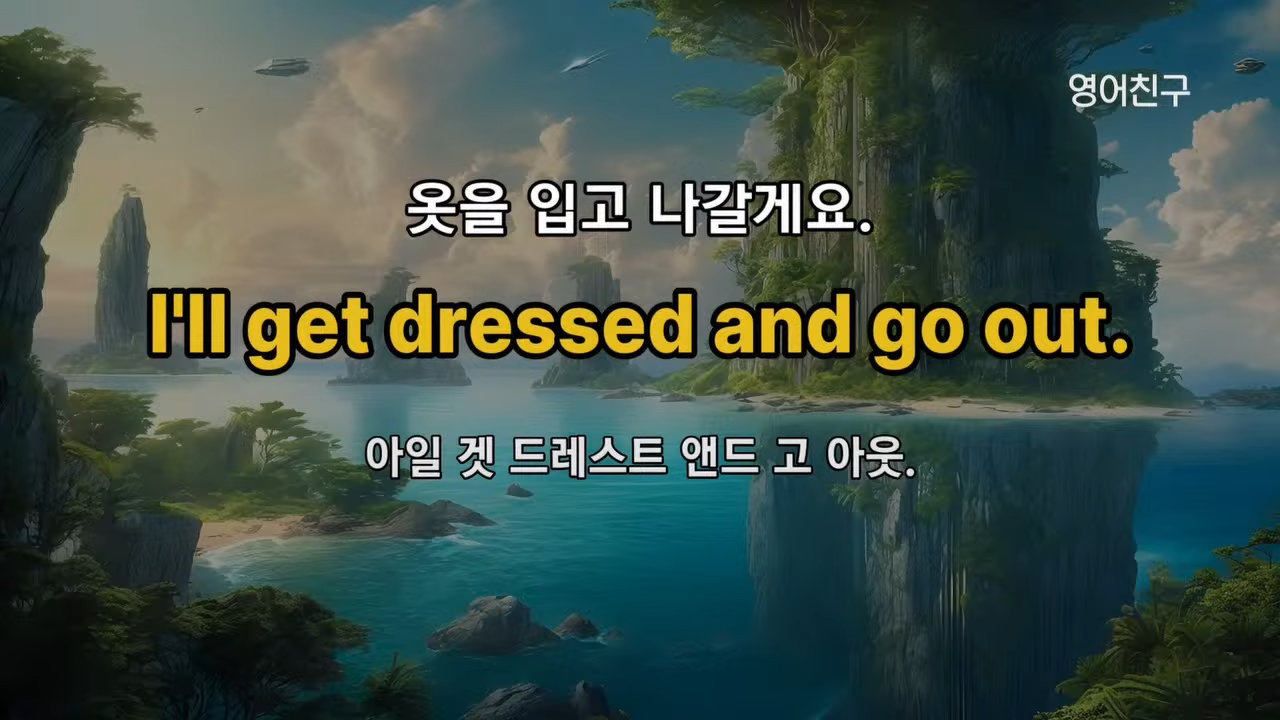 영어친구
옷을 입고 나갈게요.
I'll get dressed and go out.
아일 겟 드레스트 앤드 고 아웃.